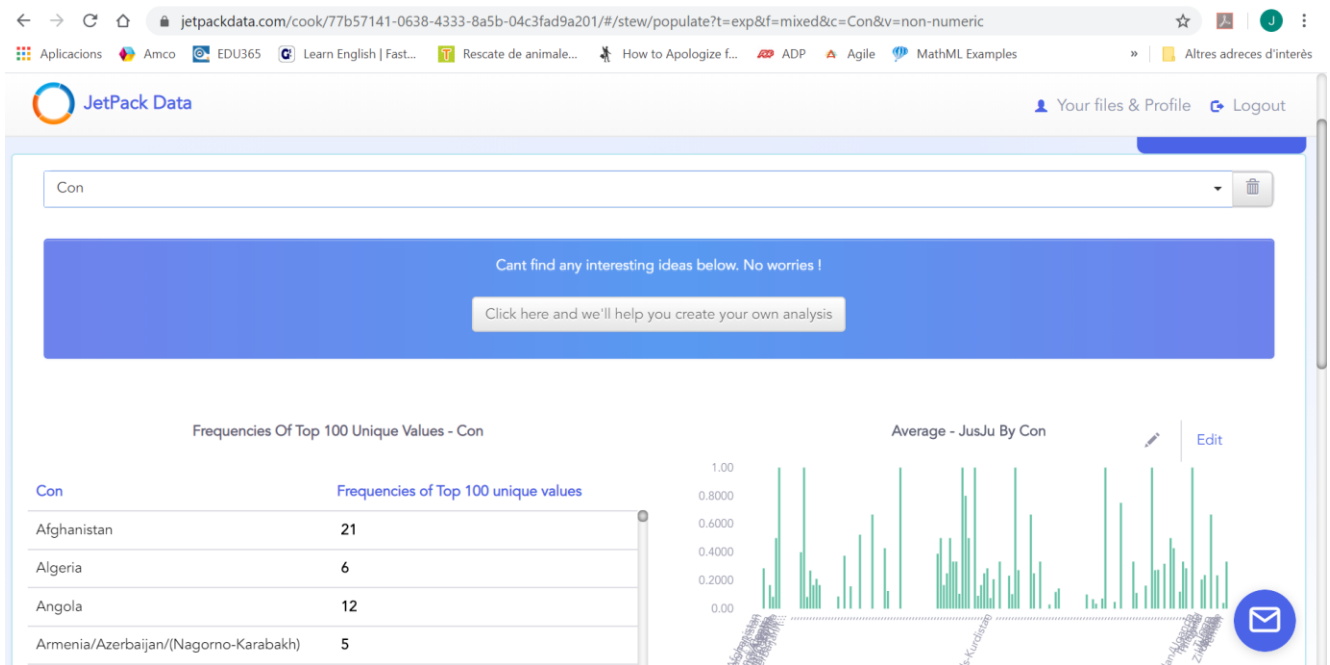 jetpackdata.com/cook/77b57141-0638-4333-8a5b-04c3fad9a201/#/stew/populate?t=exp&f=mixed&c=Con&v=non-numeric
J
Aplicacions Amco EDU365 Learn English | Fast... Rescate de animale... How to Apologize f... ADP ADP Agile MathML Examples » Altres adreces d'interès
JetPack Data Your files & Profile Logout
Con
Cant find any interesting ideas below. No worries !
Click here and we'll help you create your own analysis
Frequencies Of Top 100 Unique Values - Con
Con Frequencies of Top 100 unique values
Afghanistan 21
Algeria 6
Angola 12
Armenia/Azerbaijan/(Nagorno-Karabakh) 5
Average - JusJu By Con Edit
1.00
0.8000
0.6000
0.4000
0.2000
0.00